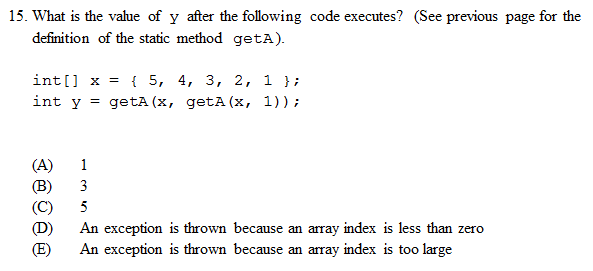 15. What is the value of y after the following code executes? (See previous page for the
definition of the static method getA).
int[] x = { 5, 4, 3, 2, 1 };
int y = getA(x, getA(x, 1));
(A) 1
(B) 3
(C) 5
(D) An exception is thrown because an array index is less than zero
(E) An exception is thrown because an array index is too large